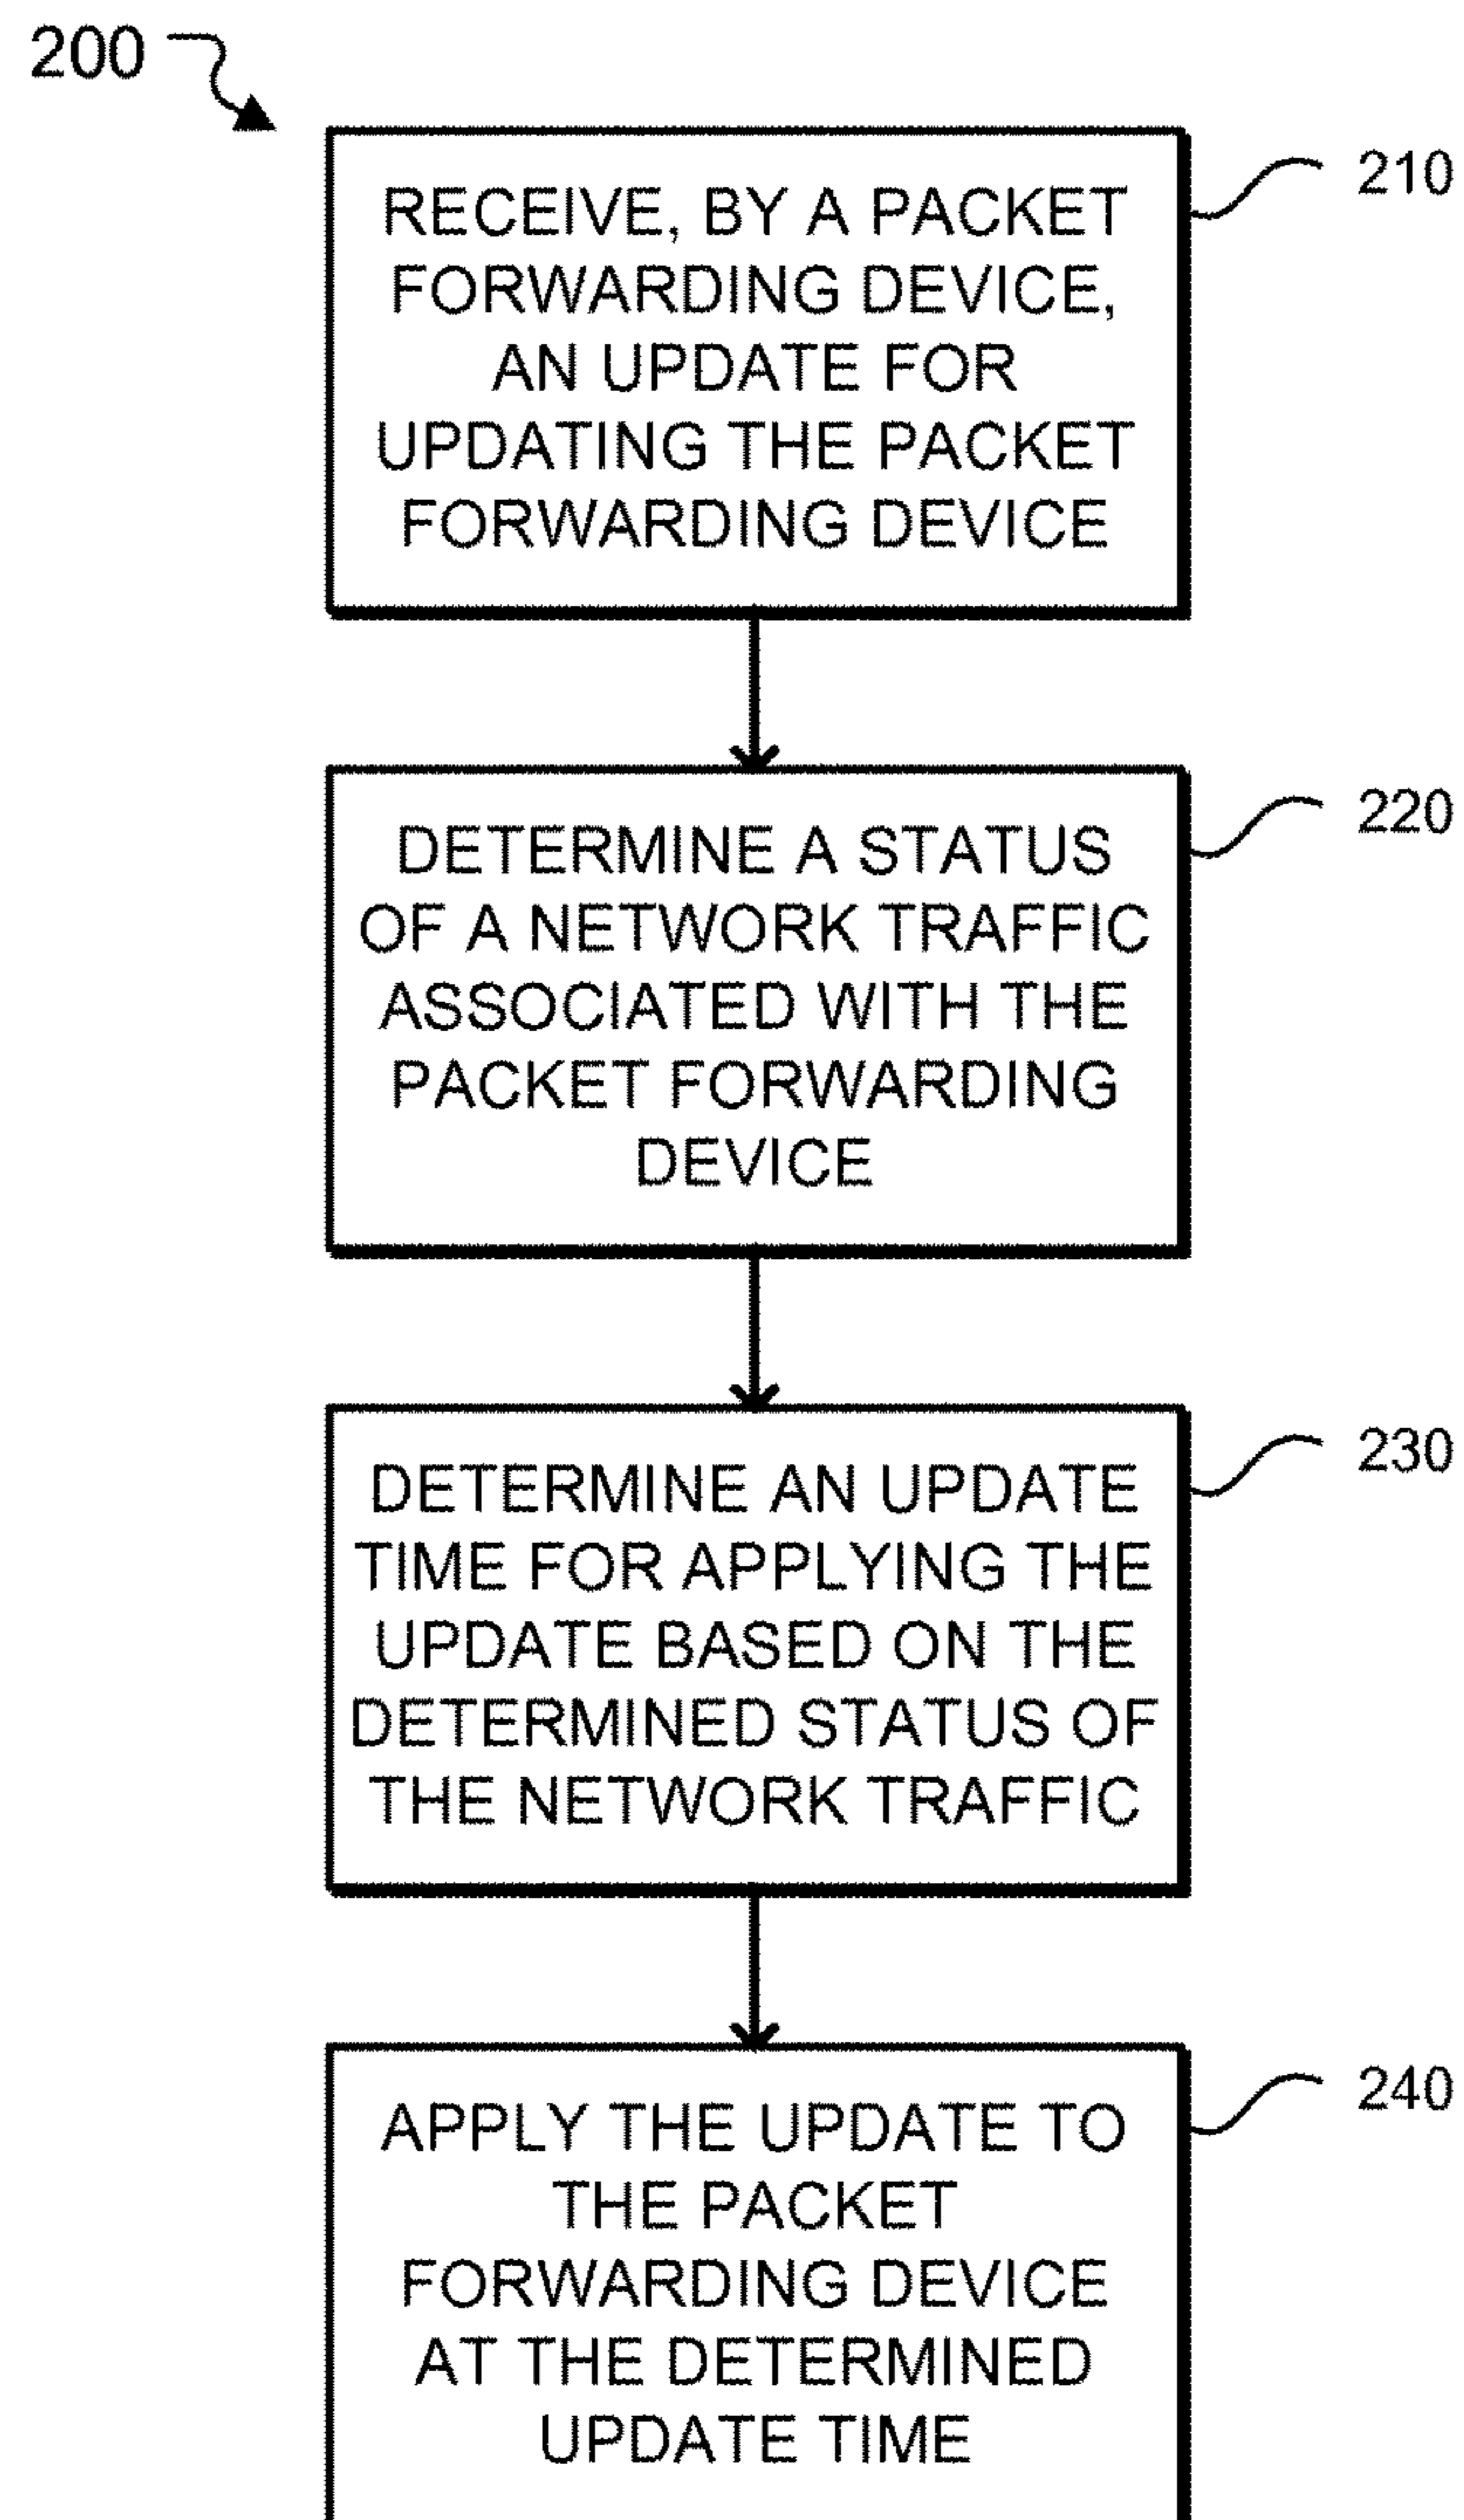 200
RECEIVE, BY A PACKET
FORWARDING DEVICE,
AN UPDATE FOR
UPDATING THE PACKET
FORWARDING DEVICE
210
DETERMINE A STATUS
OF A NETWORK TRAFFIC
ASSOCIATED WITH THE
PACKET FORWARDING
DEVICE
220
DETERMINE AN UPDATE
TIME FOR APPLYING THE
UPDATE BASED ON THE
DETERMINED STATUS OF
THE NETWORK TRAFFIC
230
APPLY THE UPDATE TO
THE PACKET
FORWARDING DEVICE
AT THE DETERMINED
UPDATE TIME
240